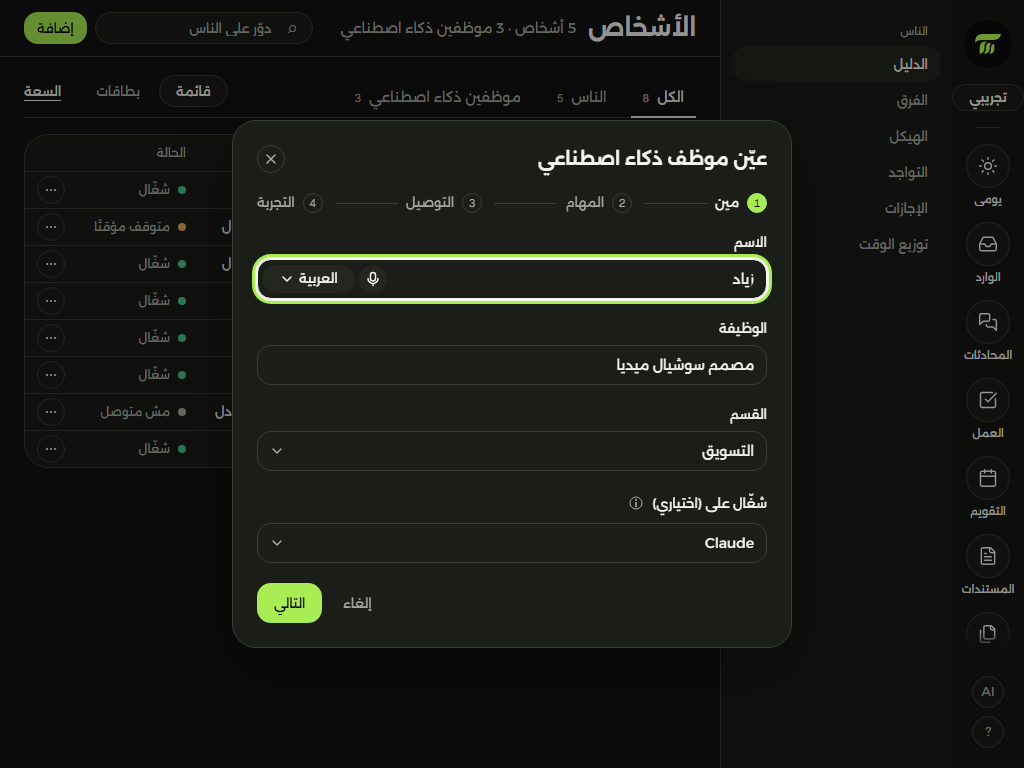 الناس
الدليل
الفرق
الهيكل
التواجد
الإجازات
توزيع الوقت
تجريبي
يومي
الوارد
المحادثات
العمل
التقويم
المستندات
AI
?
الأشخاص
5 أشخاص · 3 موظفين ذكاء اصطناعي
دوّر على الناس
إضافة
الكل 8
الناس 5
موظفين ذكاء اصطناعي 3
قائمة
بطاقات
السعة
الحالة
شغّال
متوقف مؤقتًا
شغّال
شغّال
شغّال
شغّال
مش متوصل
شغّال
عيّن موظف ذكاء اصطناعي
1 مين
2 المهام
3 التوصيل
4 التجربة
الاسم
زياد
العربية
الوظيفة
مصمم سوشيال ميديا
القسم
التسويق
شغّال على (اختياري)
Claude
إلغاء
التالي